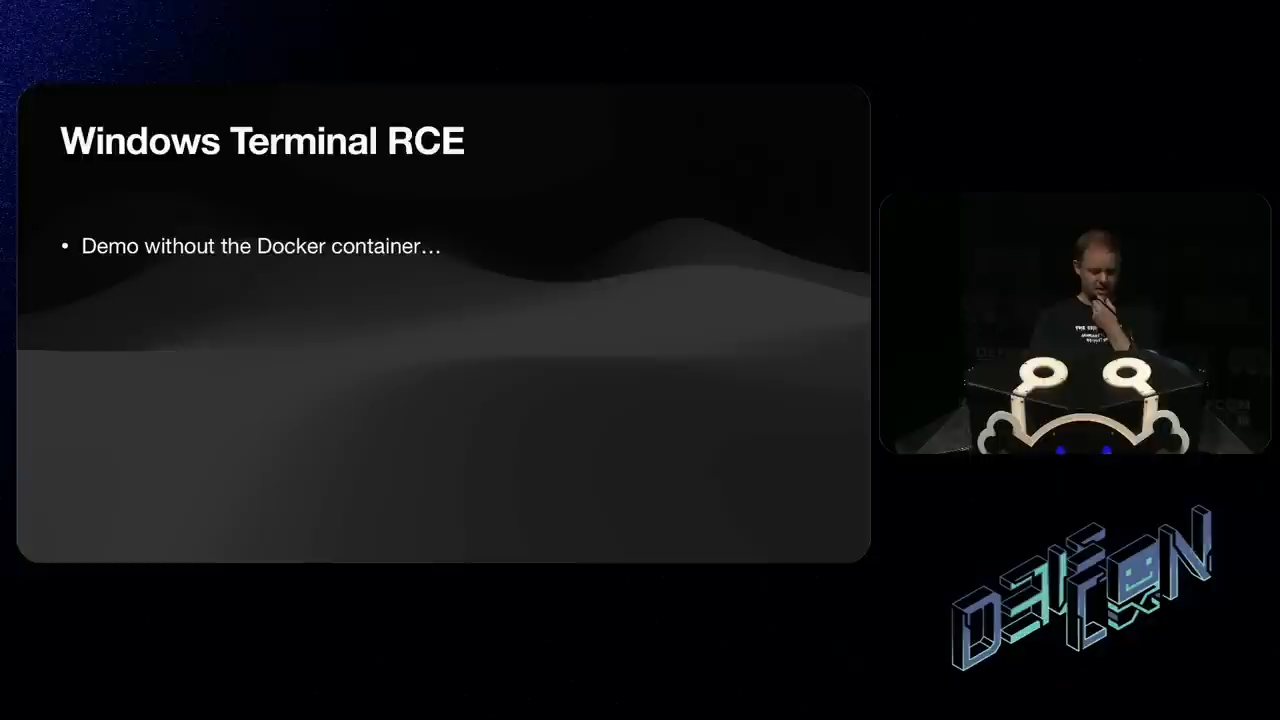 Windows Terminal RCE
• Demo without the Docker container…
DEF CON